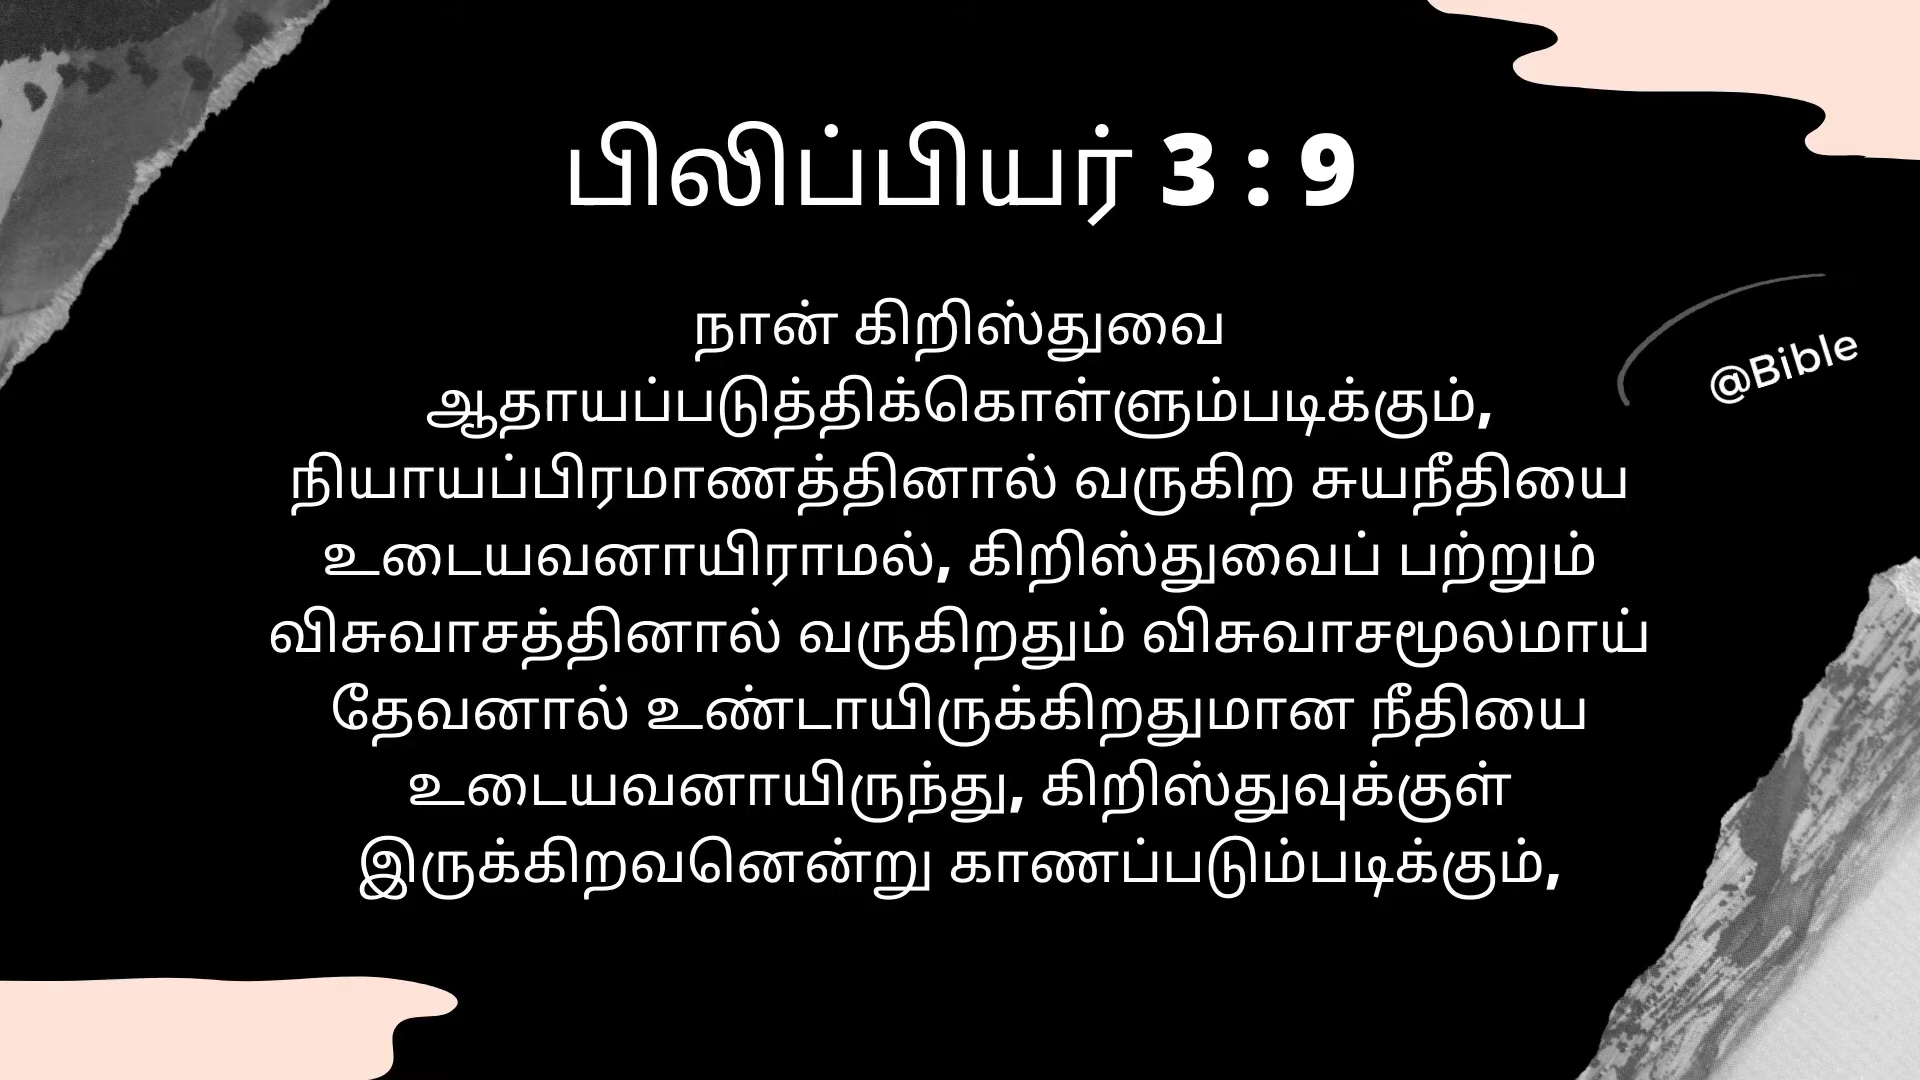 பிலிப்பியர் 3 : 9
நான் கிறிஸ்துவை
ஆதாயப்படுத்திக்கொள்ளும்படிக்கும்,
நியாயப்பிரமாணத்தினால் வருகிற சுயநீதியை
உடையவனாயிராமல், கிறிஸ்துவைப் பற்றும்
விசுவாசத்தினால் வருகிறதும் விசுவாசமூலமாய்
தேவனால் உண்டாயிருக்கிறதுமான நீதியை
உடையவனாயிருந்து, கிறிஸ்துவுக்குள்
இருக்கிறவனென்று காணப்படும்படிக்கும்,
@Bible